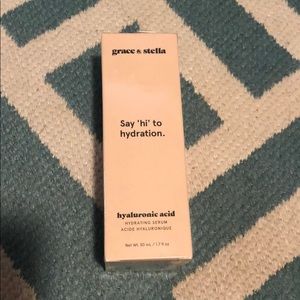 grace & stella
Say 'hi' to
hydration.
hyaluronic acid
HYDRATING SERUM
ACIDE HYALURONIQUE
Net Wt. 50 mL / 1.7 fl oz